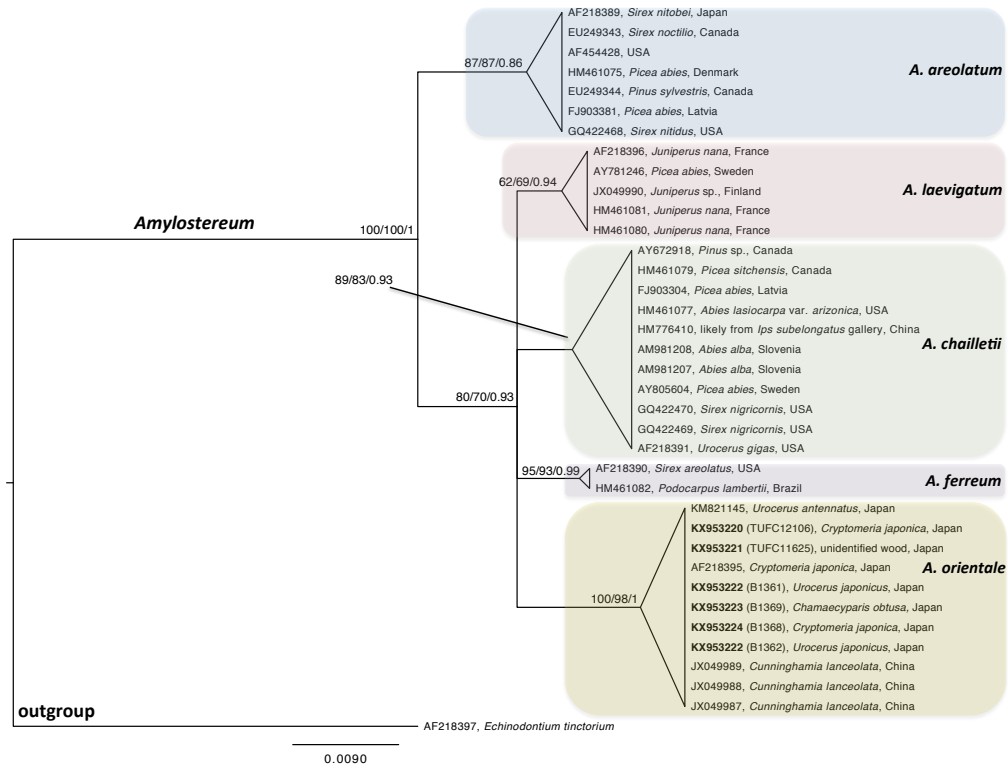 AF218389, Sirex nitobei, Japan
EU249343, Sirex noctilio, Canada
87/87/0.86
AF454428, USA
HM461075, Picea abies, Denmark
A. areolatum
EU249344, Pinus sylvestris, Canada
FJ903381, Picea abies, Latvia
GQ422468, Sirex nitidus, USA
AF218396, Juniperus nana, France
AY781246, Picea abies, Sweden
62/69/0.94
JX049990, Juniperus sp., Finland
A. laevigatum
HM461081, Juniperus nana, France
HM461080, Juniperus nana, France
Amylostereum
100/100/1
89/83/0.93
AY672918, Pinus sp., Canada
HM461079, Picea sitchensis, Canada
FJ903304, Picea abies, Latvia
HM461077, Abies lasiocarpa var. arizonica, USA
HM776410, likely from Ips subelongatus gallery, China
A. chailletii
AM981208, Abies alba, Slovenia
AM981207, Abies alba, Slovenia
AY805604, Picea abies, Sweden
GQ422470, Sirex nigricornis, USA
GQ422469, Sirex nigricornis, USA
AF218391, Urocerus gigas, USA
80/70/0.93
95/93/0.99
AF218390, Sirex areolatus, USA
HM461082, Podocarpus lambertii, Brazil
A. ferreum
KM821145, Urocerus antennatus, Japan
KX953220 (TUFC12106), Cryptomeria japonica, Japan
KX953221 (TUFC11625), unidentified wood, Japan
AF218395, Cryptomeria japonica, Japan
A. orientale
KX953222 (B1361), Urocerus japonicus, Japan
100/98/1
KX953223 (B1369), Chamaecyparis obtusa, Japan
KX953224 (B1368), Cryptomeria japonica, Japan
KX953222 (B1362), Urocerus japonicus, Japan
JX049989, Cunninghamia lanceolata, China
JX049988, Cunninghamia lanceolata, China
JX049987, Cunninghamia lanceolata, China
outgroup
AF218397, Echinodontium tinctorium
0.0090